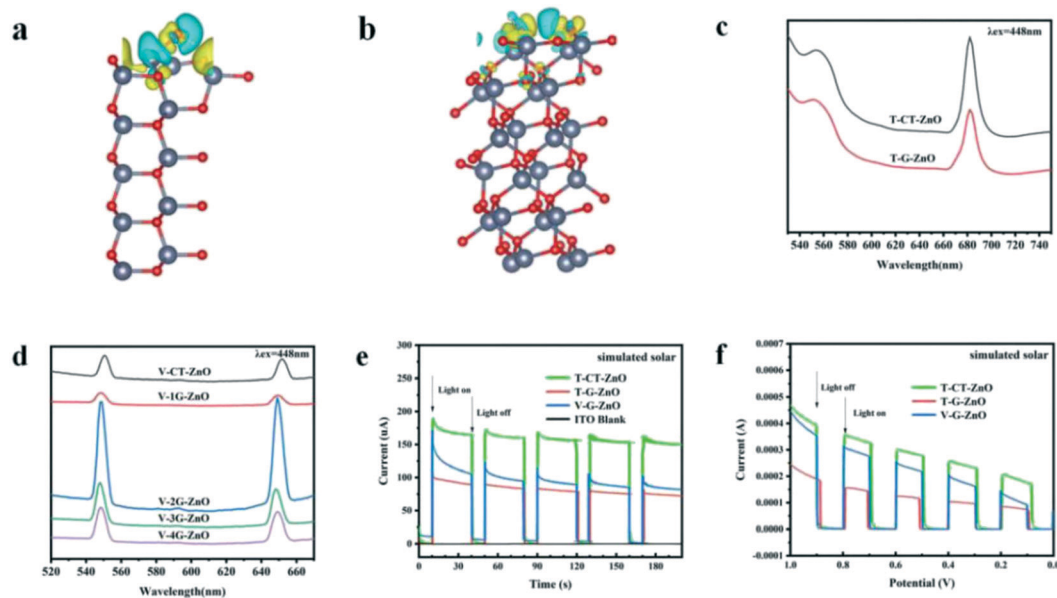 a
b
c
λex=448nm
T-CT-ZnO
T-G-ZnO
540 560 580 600 620 640 660 680 700 720 740
Wavelength(nm)
d
λex=448nm
V-CT-ZnO
V-1G-ZnO
V-2G-ZnO
V-3G-ZnO
V-4G-ZnO
520 540 560 580 600 620 640 660
Wavelength(nm)
e
simulated solar
T-CT-ZnO
T-G-ZnO
V-G-ZnO
ITO Blank
Light on
Light off
300
250
200
150
100
50
0
0 30 60 90 120 150 180
Current (uA)
Time (s)
f
simulated solar
T-CT-ZnO
T-G-ZnO
V-G-ZnO
Light off
Light on
0.0007
0.0006
0.0005
0.0004
0.0003
0.0002
0.0001
0.0000
-0.0001
1.0 0.8 0.6 0.4 0.2
Current (A)
Potential (V)